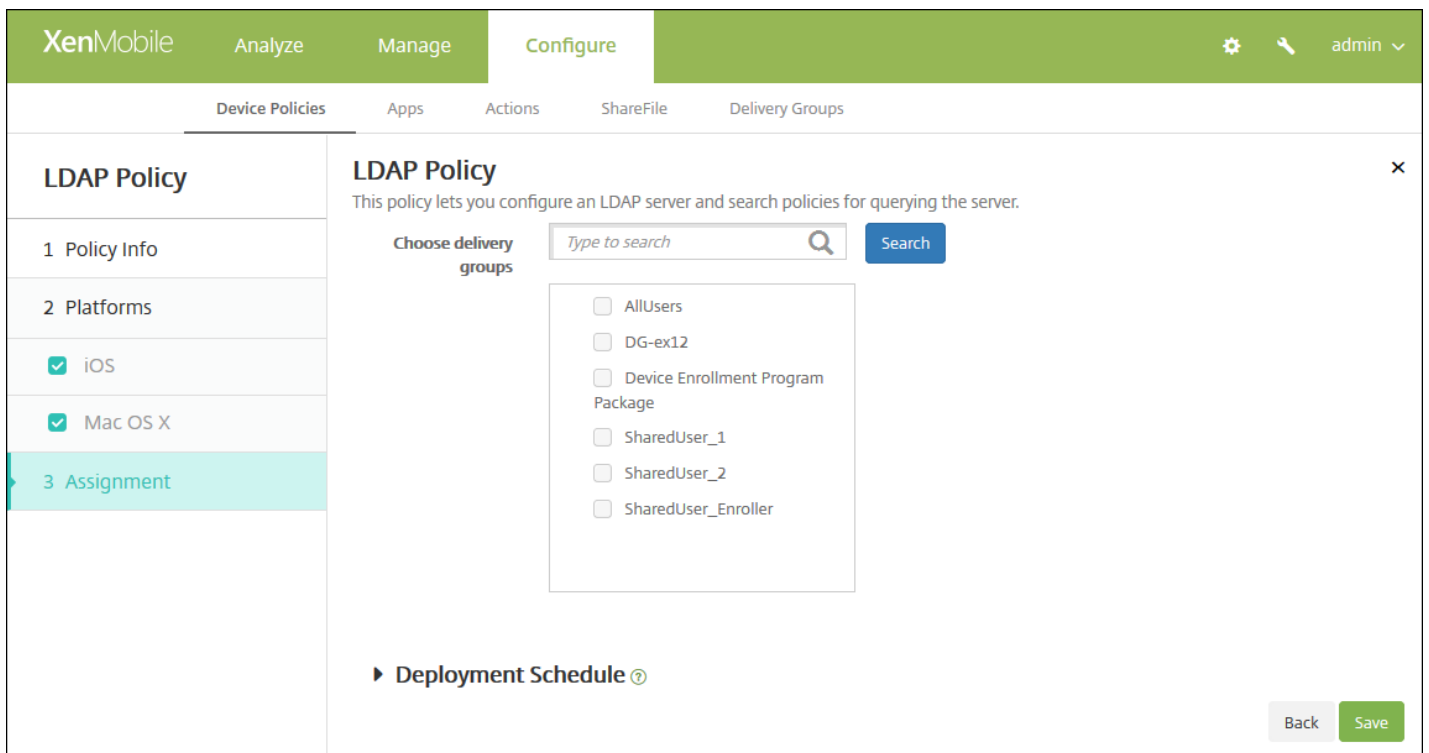 XenMobile Analyze Manage Configure admin
Device Policies Apps Actions ShareFile Delivery Groups
LDAP Policy
1 Policy Info
2 Platforms
iOS
Mac OS X
3 Assignment
LDAP Policy
This policy lets you configure an LDAP server and search policies for querying the server.
Choose delivery
groups
Type to search
Search
AllUsers
DG-ex12
Device Enrollment Program
Package
SharedUser_1
SharedUser_2
SharedUser_Enroller
Deployment Schedule ?
Back Save